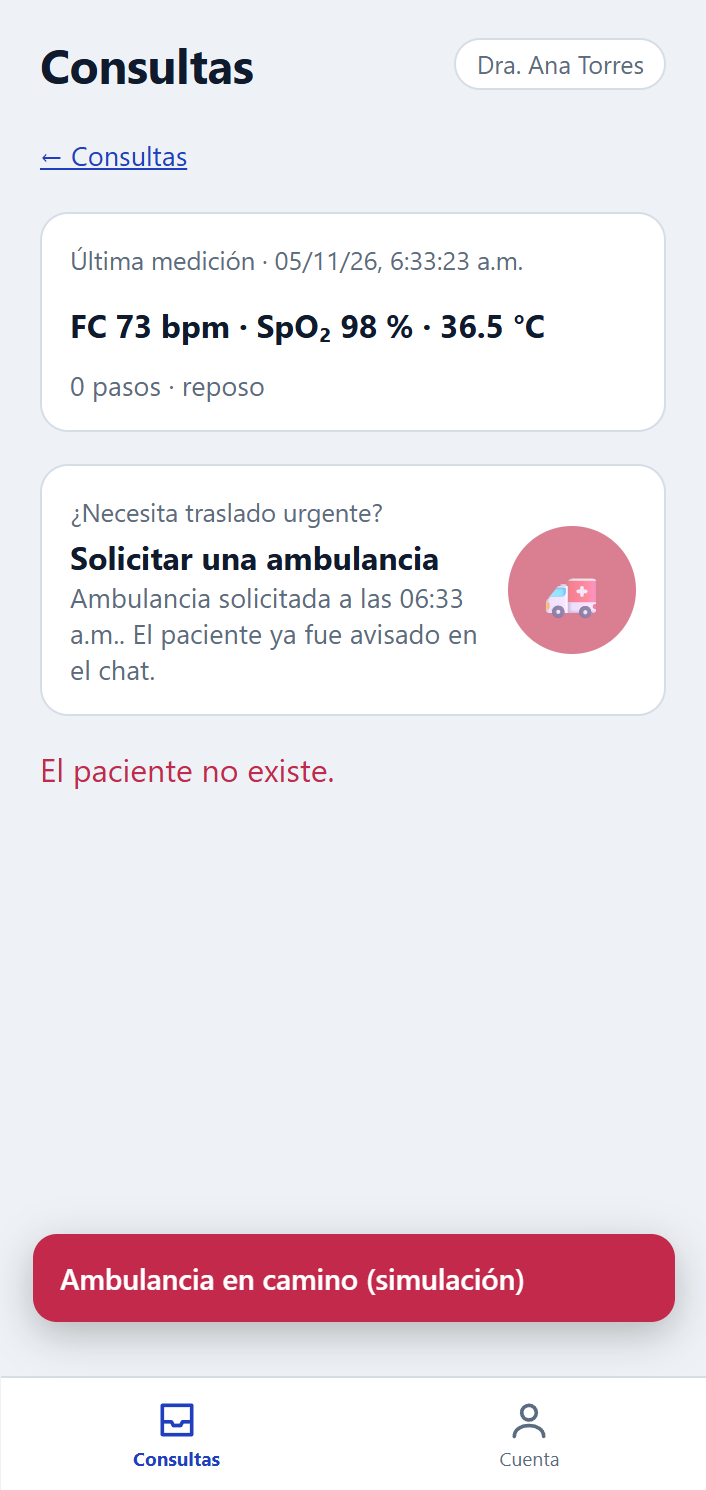 Consultas
Dra. Ana Torres
← Consultas
Última medición · 05/11/26, 6:33:23 a.m.
FC 73 bpm · SpO₂ 98 % · 36.5 °C
0 pasos · reposo
¿Necesita traslado urgente?
Solicitar una ambulancia
Ambulancia solicitada a las 06:33
a.m.. El paciente ya fue avisado en
el chat.
El paciente no existe.
Ambulancia en camino (simulación)
Consultas
Cuenta